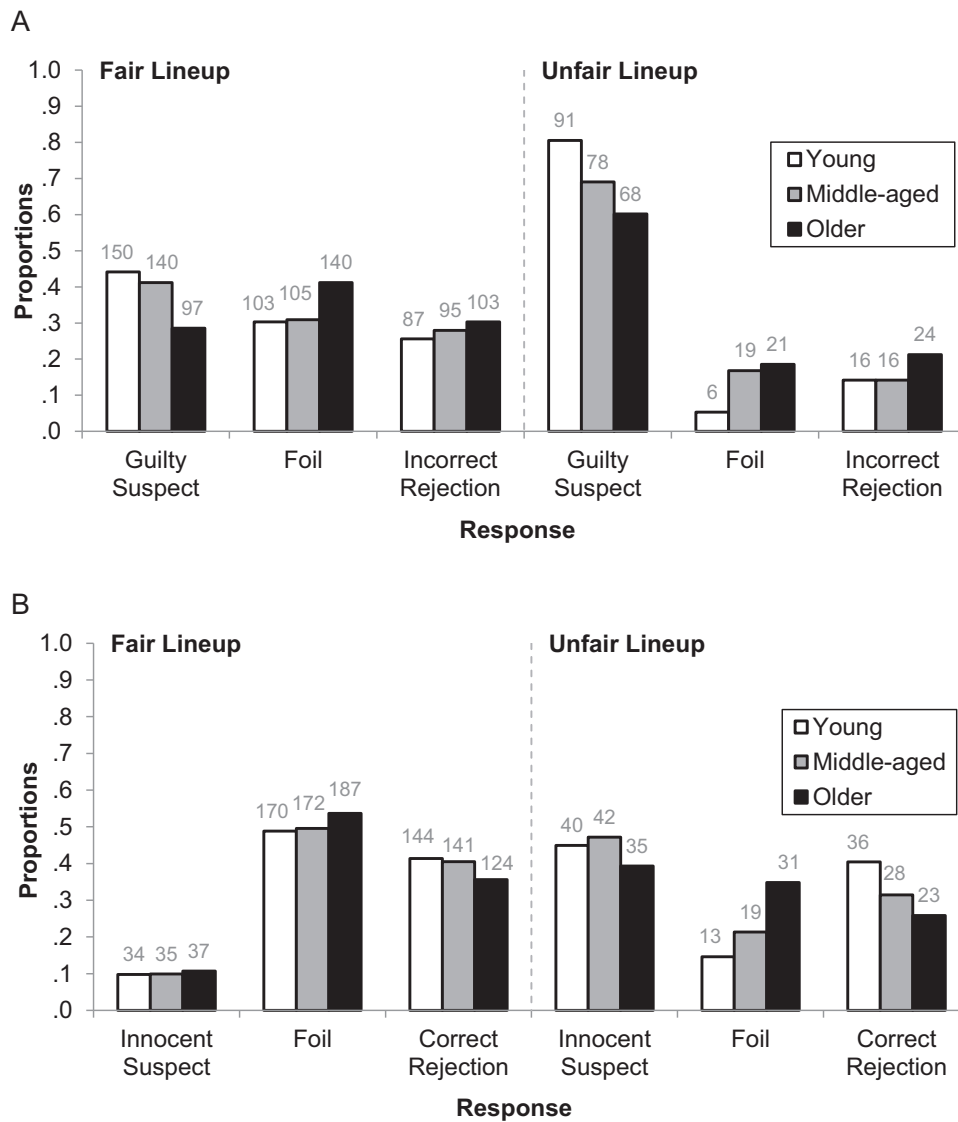 A
Fair Lineup
Unfair Lineup
1.0
.9
.8
.7
.6
.5
.4
.3
.2
.1
.0
Proportions
150
140
97
103
105
140
87
95
103
91
78
68
6
19
21
16
16
24
Young
Middle-aged
Older
Guilty
Suspect
Foil
Incorrect
Rejection
Guilty
Suspect
Foil
Incorrect
Rejection
Response
B
Fair Lineup
Unfair Lineup
1.0
.9
.8
.7
.6
.5
.4
.3
.2
.1
.0
Proportions
34
35
37
170
172
187
144
141
124
40
42
35
13
19
31
36
28
23
Young
Middle-aged
Older
Innocent
Suspect
Foil
Correct
Rejection
Innocent
Suspect
Foil
Correct
Rejection
Response